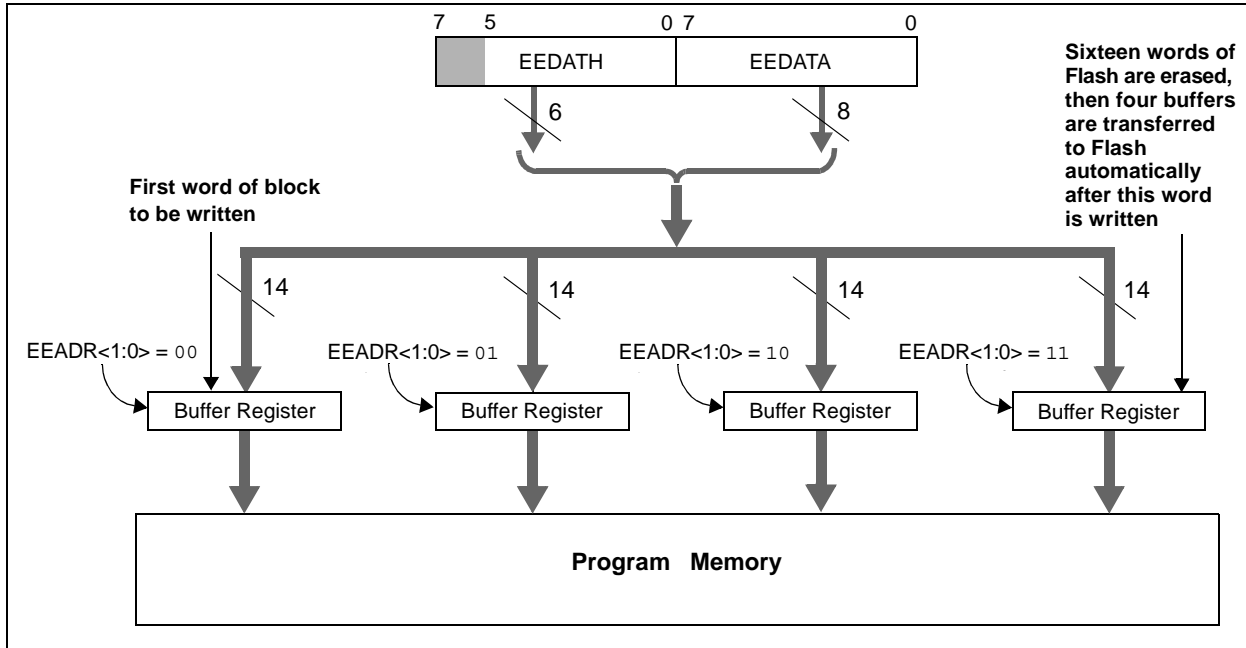 7 5 0 7 0
EEDATH EEDATA
6 8
Sixteen words of
Flash are erased,
then four buffers
are transferred
to Flash
automatically
after this word
is written
First word of block
to be written
14 14 14 14
EEADR<1:0> = 00 EEADR<1:0> = 01 EEADR<1:0> = 10 EEADR<1:0> = 11
Buffer Register Buffer Register Buffer Register Buffer Register
Program Memory